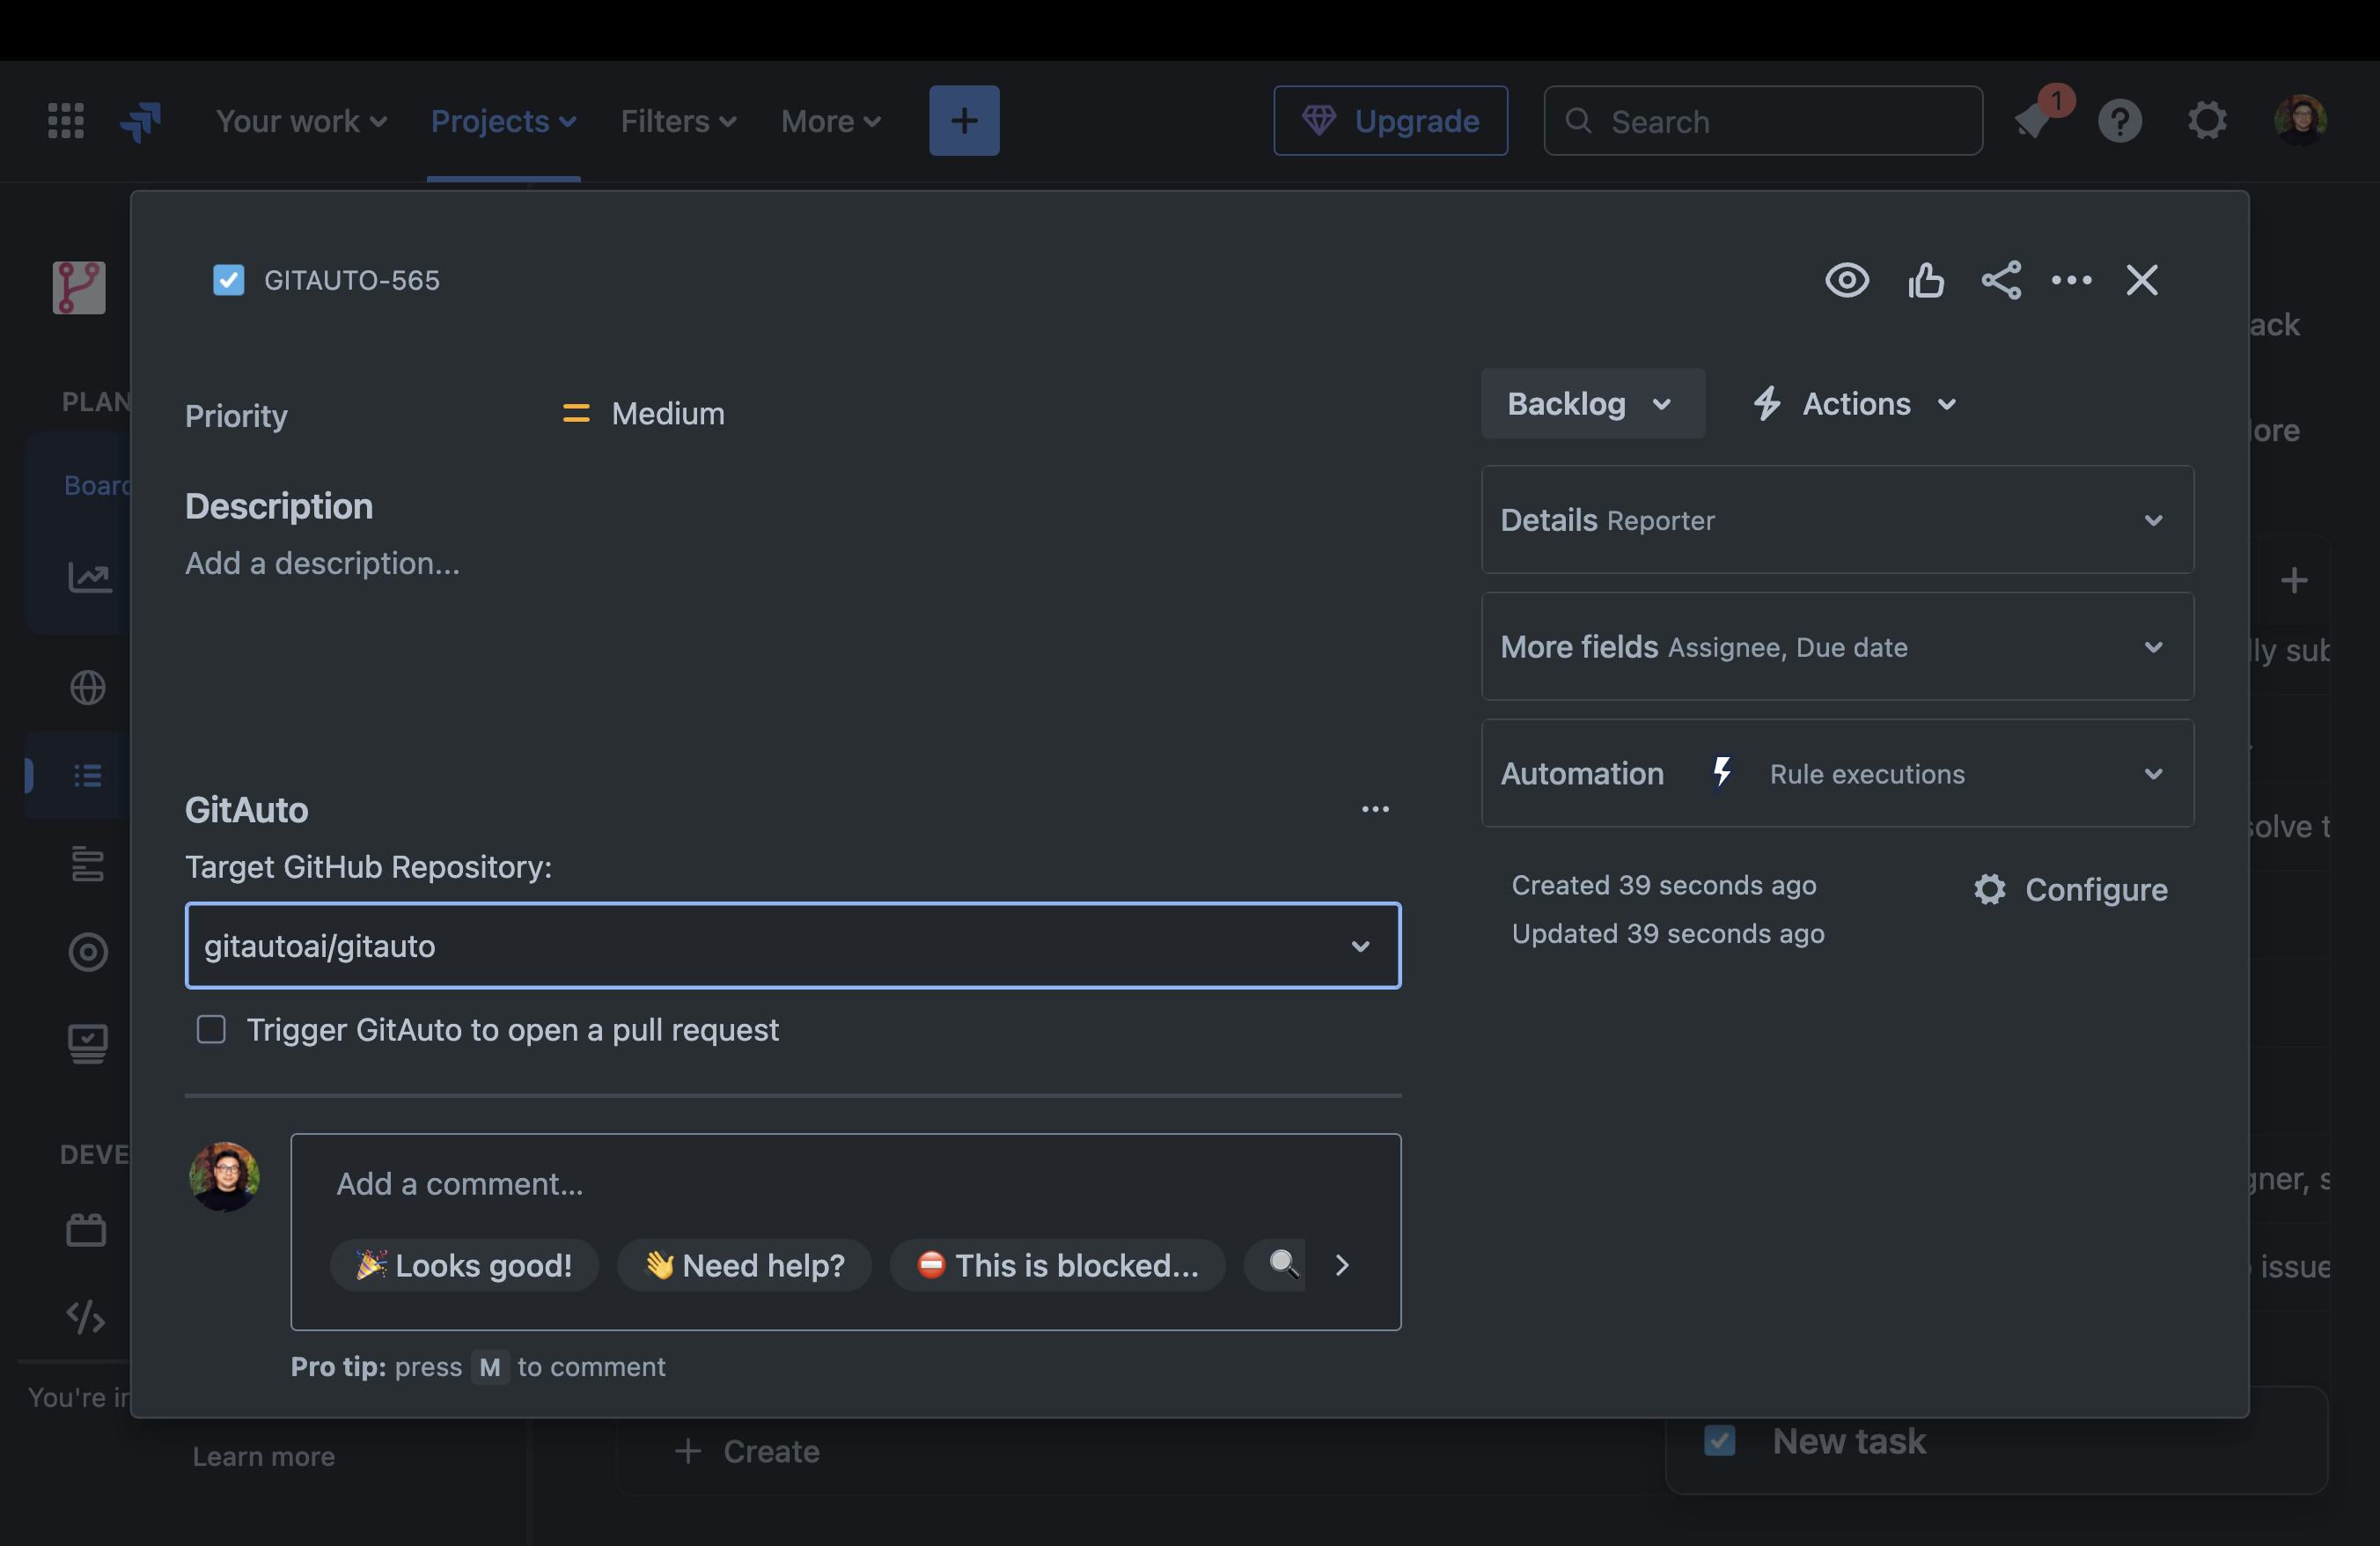 Your work
Projects
Filters
More
Upgrade
Search
1
GITAUTO-565
Priority
Medium
Backlog
Actions
Description
Add a description...
Details Reporter
More fields Assignee, Due date
Automation Rule executions
GitAuto
Target GitHub Repository:
gitautoai/gitauto
Trigger GitAuto to open a pull request
Created 39 seconds ago
Updated 39 seconds ago
Configure
Add a comment...
Looks good!
Need help?
This is blocked...
Pro tip: press M to comment
PLAN
Board
DEVE
You're in
Learn more
Create
New task
ack
ore
lly sub
solve t
gner, s
issue